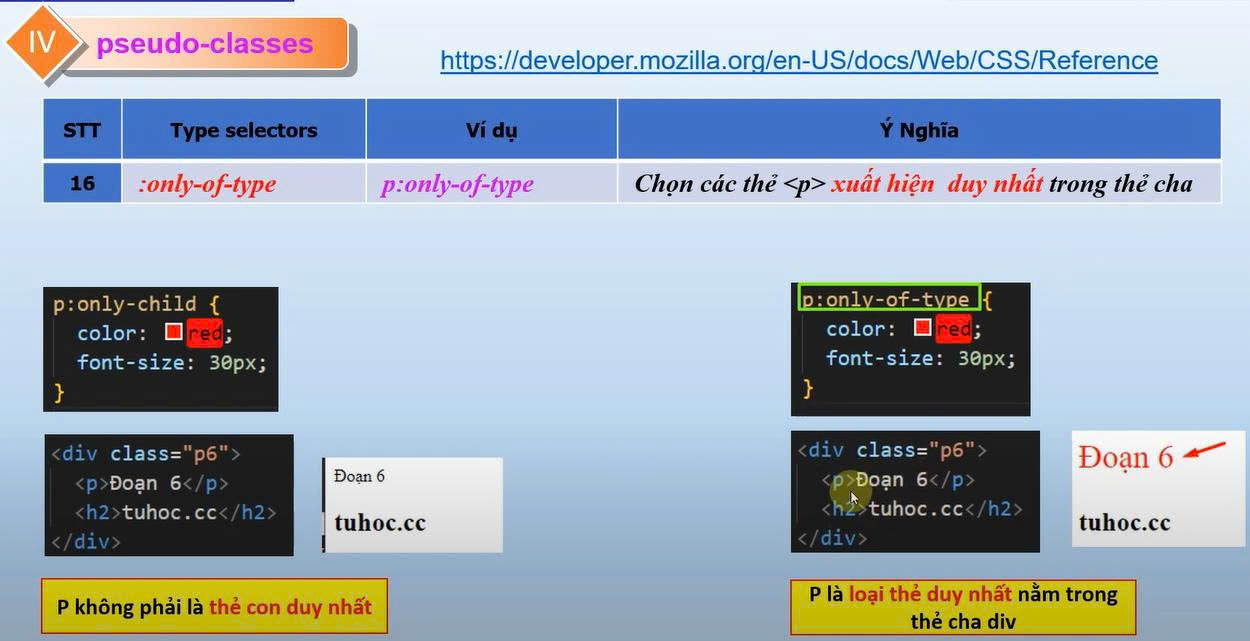 IV
pseudo-classes
https://developer.mozilla.org/en-US/docs/Web/CSS/Reference
STT Type selectors Ví dụ Ý Nghĩa
16 :only-of-type p:only-of-type Chọn các thẻ <p> xuất hiện duy nhất trong thẻ cha
p:only-child {
color: red;
font-size: 30px;
}
<div class="p6">
<p>Đoạn 6</p>
<h2>tuhoc.cc</h2>
</div>
Đoạn 6
tuhoc.cc
P không phải là thẻ con duy nhất
p:only-of-type {
color: red;
font-size: 30px;
}
<div class="p6">
<p>Đoạn 6</p>
<h2>tuhoc.cc</h2>
</div>
Đoạn 6
tuhoc.cc
P là loại thẻ duy nhất nằm trong
thẻ cha div